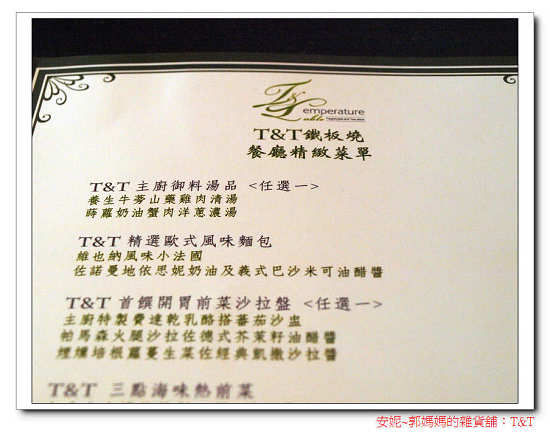 T&T
emperature
able
T&T鐵板燒
餐廳精緻菜單
T&T 主廚御料湯品 <任選一>
養生牛蒡山藥雞肉清湯
蒔蘿奶油蟹肉洋蔥濃湯
T&T 精選歐式風味麵包
維也納風味小法國
佐諾曼地依思妮奶油及義式巴沙米可油醋醬
T&T 首饌開胃前菜沙拉盤 <任選一>
主廚特製費達乾乳酪搭蕃茄沙盅
帕馬森火腿沙拉佐德式芥茉籽油醋醬
煙燻培根蘿蔓生菜佐經典凱撒沙拉醬
T&T 三點海味熱前菜
安妮~郭媽媽的雜貨舖：T&T